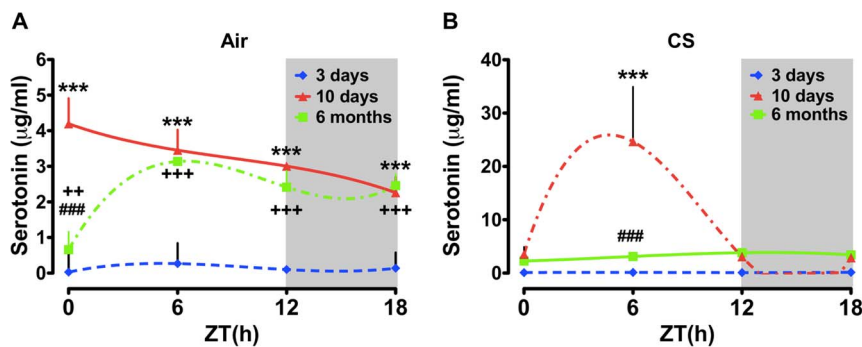 A
Air
Serotonin (µg/ml)
6
5
4
3
2
1
0
3 days
10 days
6 months
***
***
***
***
++
###
+++
+++
+++
0
6
12
18
ZT(h)
B
CS
Serotonin (µg/ml)
40
30
20
10
0
3 days
10 days
6 months
***
###
0
6
12
18
ZT(h)